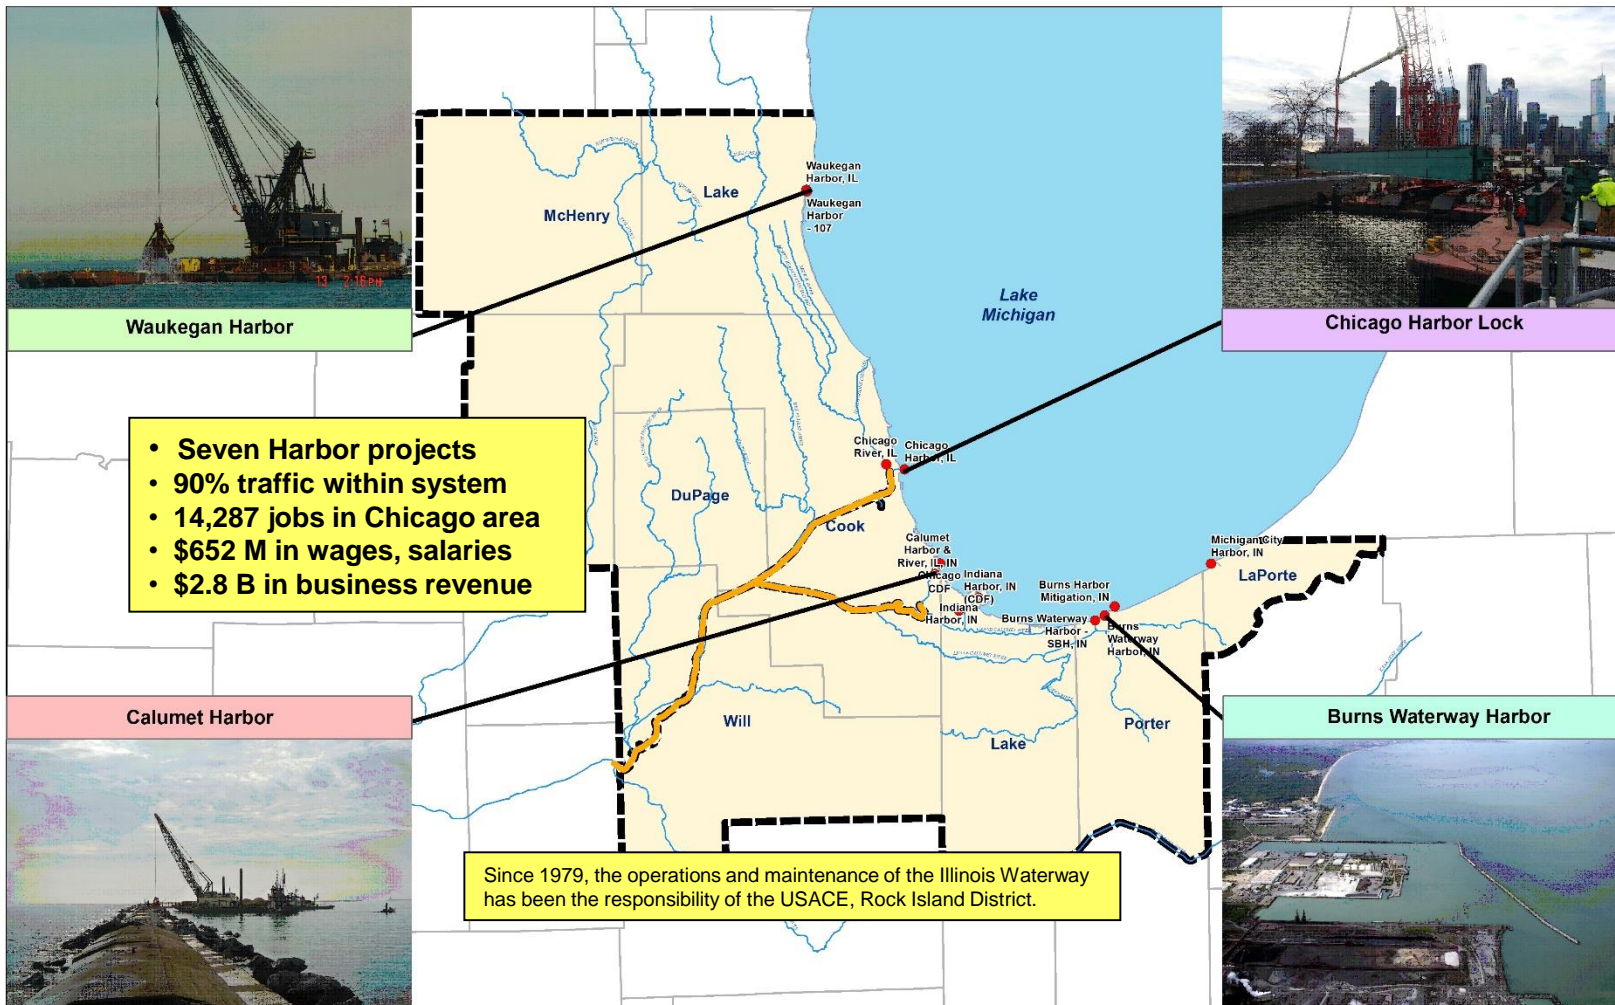 13 2:16PM
Waukegan Harbor
Chicago Harbor Lock
Waukegan
Harbor, IL
Waukegan
Harbor
- 107
Lake
McHenry
Lake
Michigan
• Seven Harbor projects
• 90% traffic within system
• 14,287 jobs in Chicago area
• $652 M in wages, salaries
• $2.8 B in business revenue
Chicago
River, IL
Chicago
Harbor, IL
DuPage
Cook
Calumet
Harbor &
River, IL, IN
Chicago
CDF
Indiana
Harbor, IN
(CDF)
Indiana
Harbor, IN
Burns Harbor
Mitigation, IN
Burns Waterway
Harbor -
SBH, IN
Burns
Waterway
Harbor, IN
Michigan City
Harbor, IN
LaPorte
Will
Lake
Porter
Calumet Harbor
Burns Waterway Harbor
Since 1979, the operations and maintenance of the Illinois Waterway
has been the responsibility of the USACE, Rock Island District.